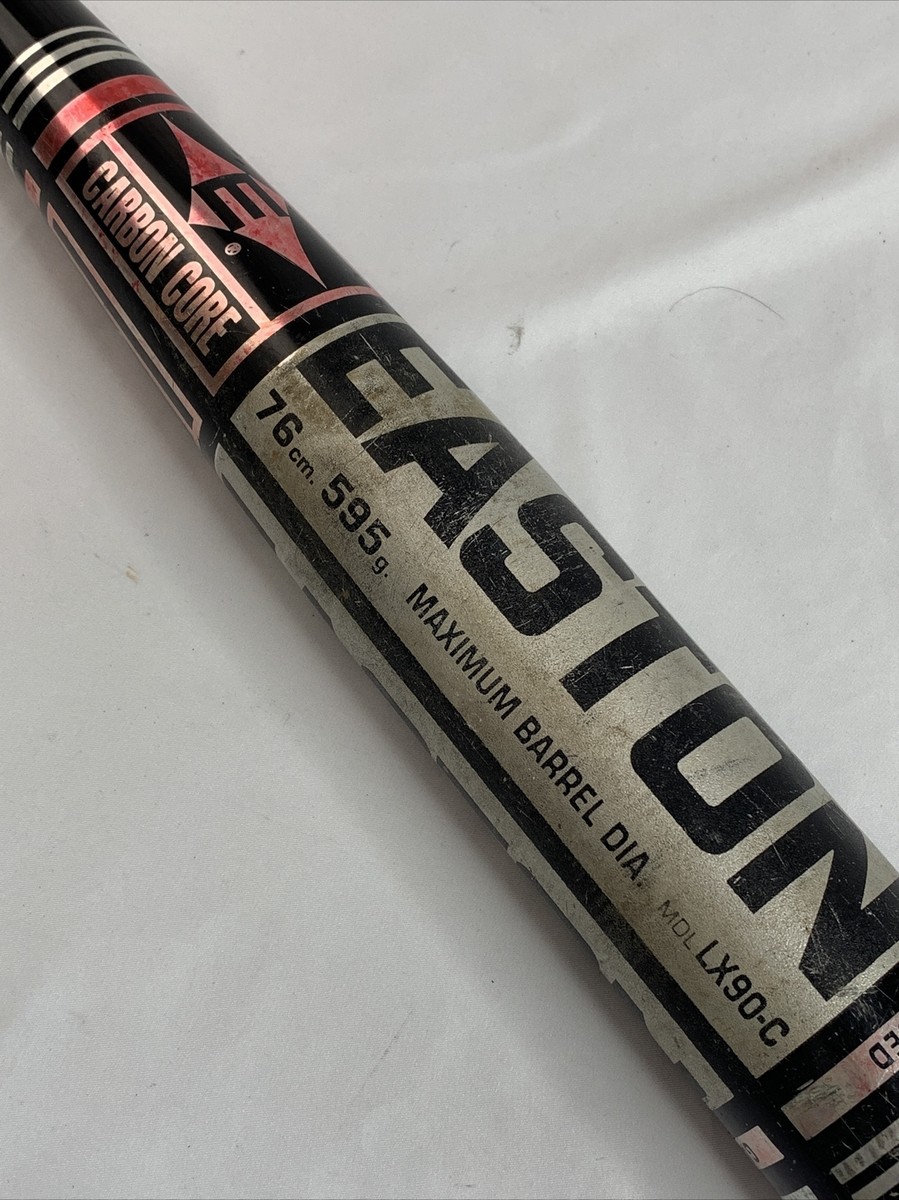 E®
CARBON CORE
EASTON
76 cm. 595 g. MAXIMUM BARREL DIA. MDL LX90-C